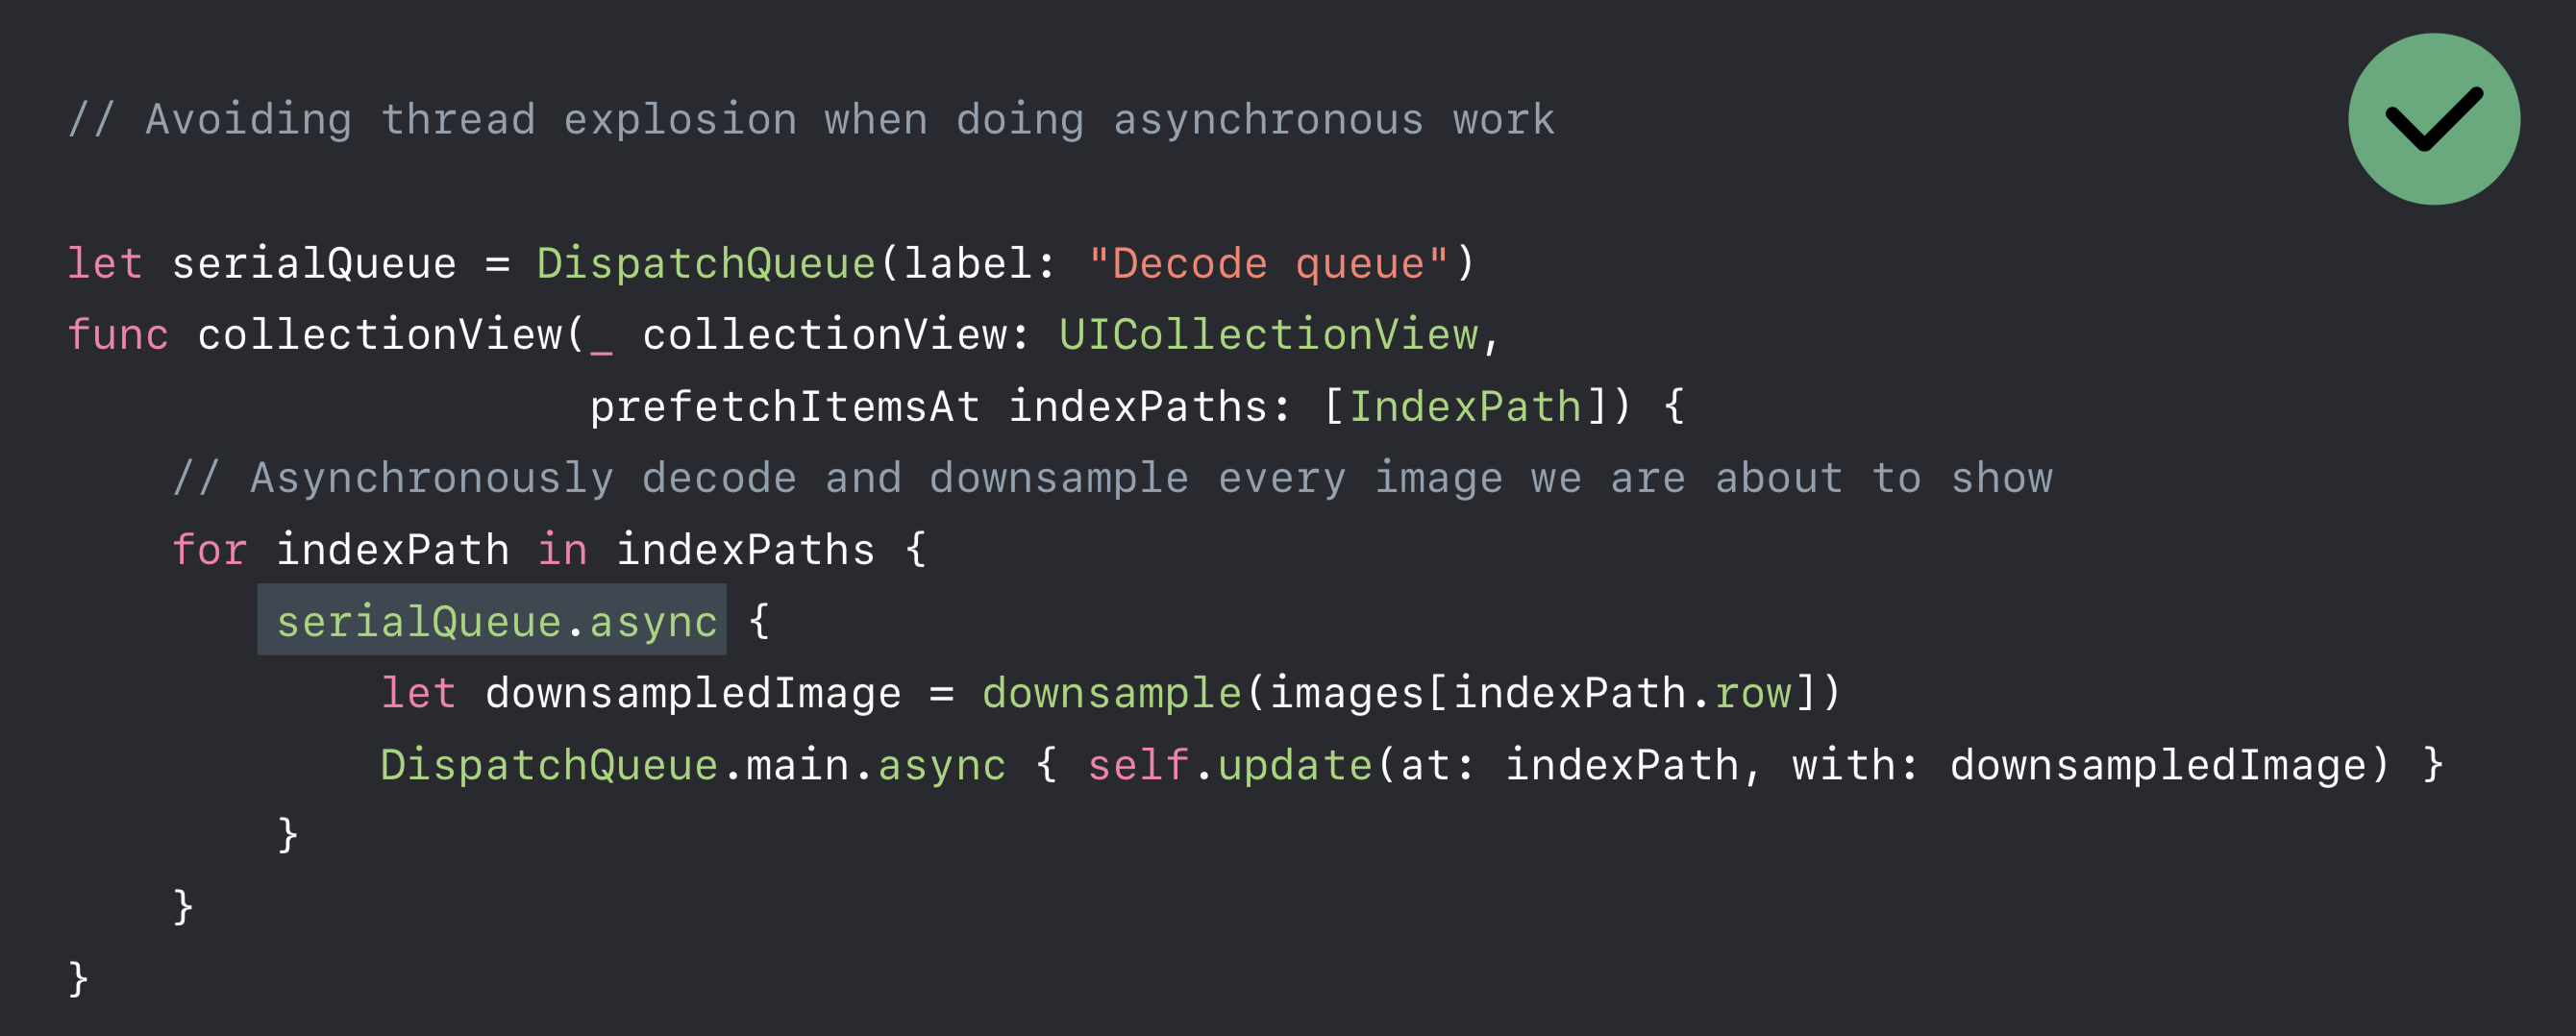 // Avoiding thread explosion when doing asynchronous work
let serialQueue = DispatchQueue(label: "Decode queue")
func collectionView(_ collectionView: UICollectionView,
prefetchItemsAt indexPaths: [IndexPath]) {
// Asynchronously decode and downsample every image we are about to show
for indexPath in indexPaths {
serialQueue.async {
let downsampledImage = downsample(images[indexPath.row])
DispatchQueue.main.async { self.update(at: indexPath, with: downsampledImage) }
}
}
}